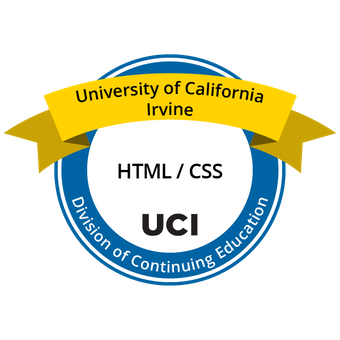 University of California
Irvine
HTML / CSS
UCI
Division of Continuing Education